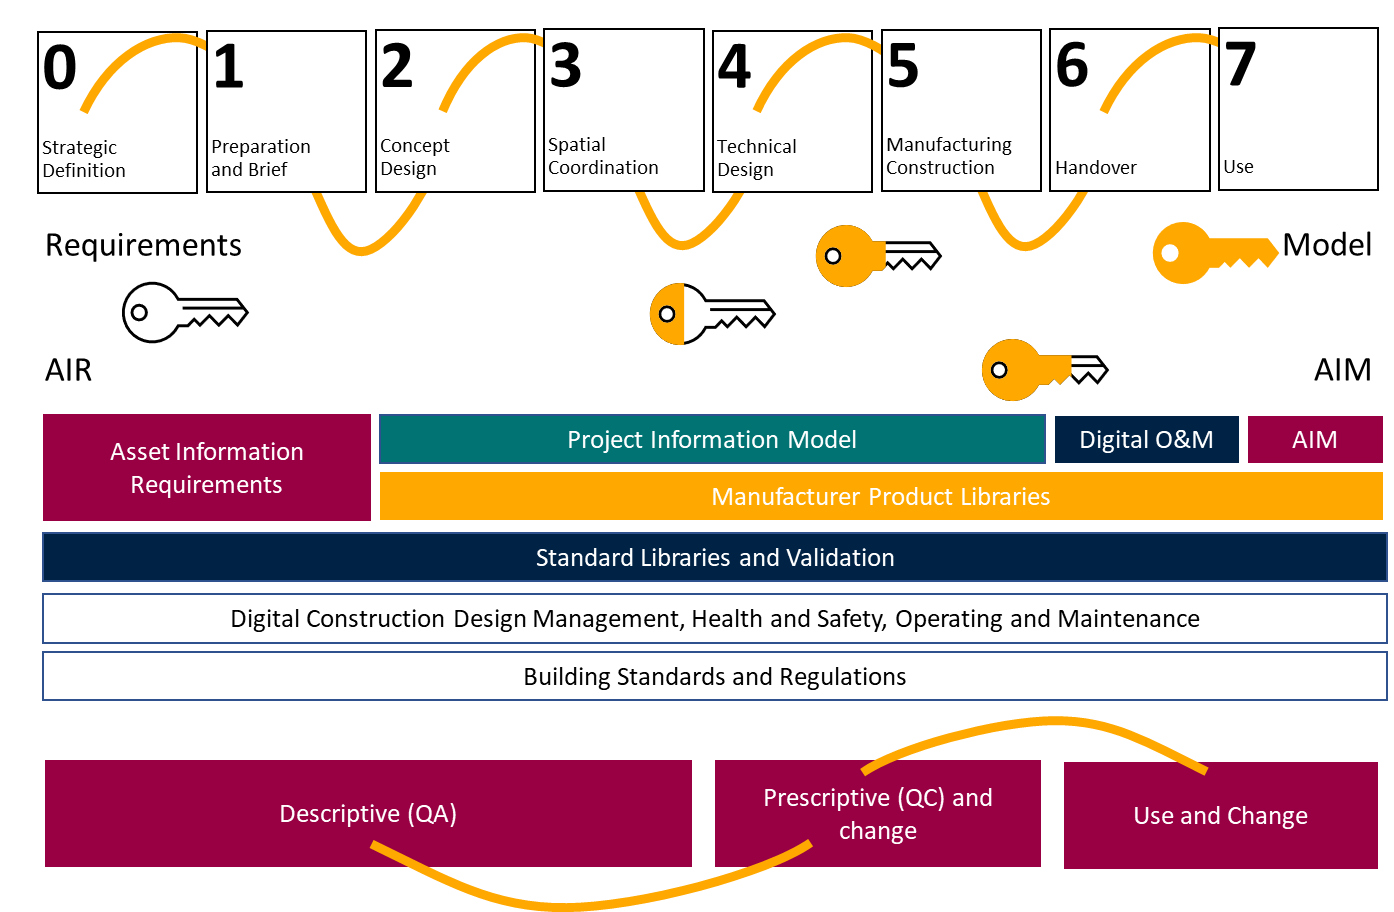 0
Strategic
Definition
1
Preparation
and Brief
2
Concept
Design
3
Spatial
Coordination
4
Technical
Design
5
Manufacturing
Construction
6
Handover
7
Use
Requirements
Model
AIR
AIM
Asset Information
Requirements
Project Information Model
Digital O&M
AIM
Manufacturer Product Libraries
Standard Libraries and Validation
Digital Construction Design Management, Health and Safety, Operating and Maintenance
Building Standards and Regulations
Descriptive (QA)
Prescriptive (QC) and
change
Use and Change